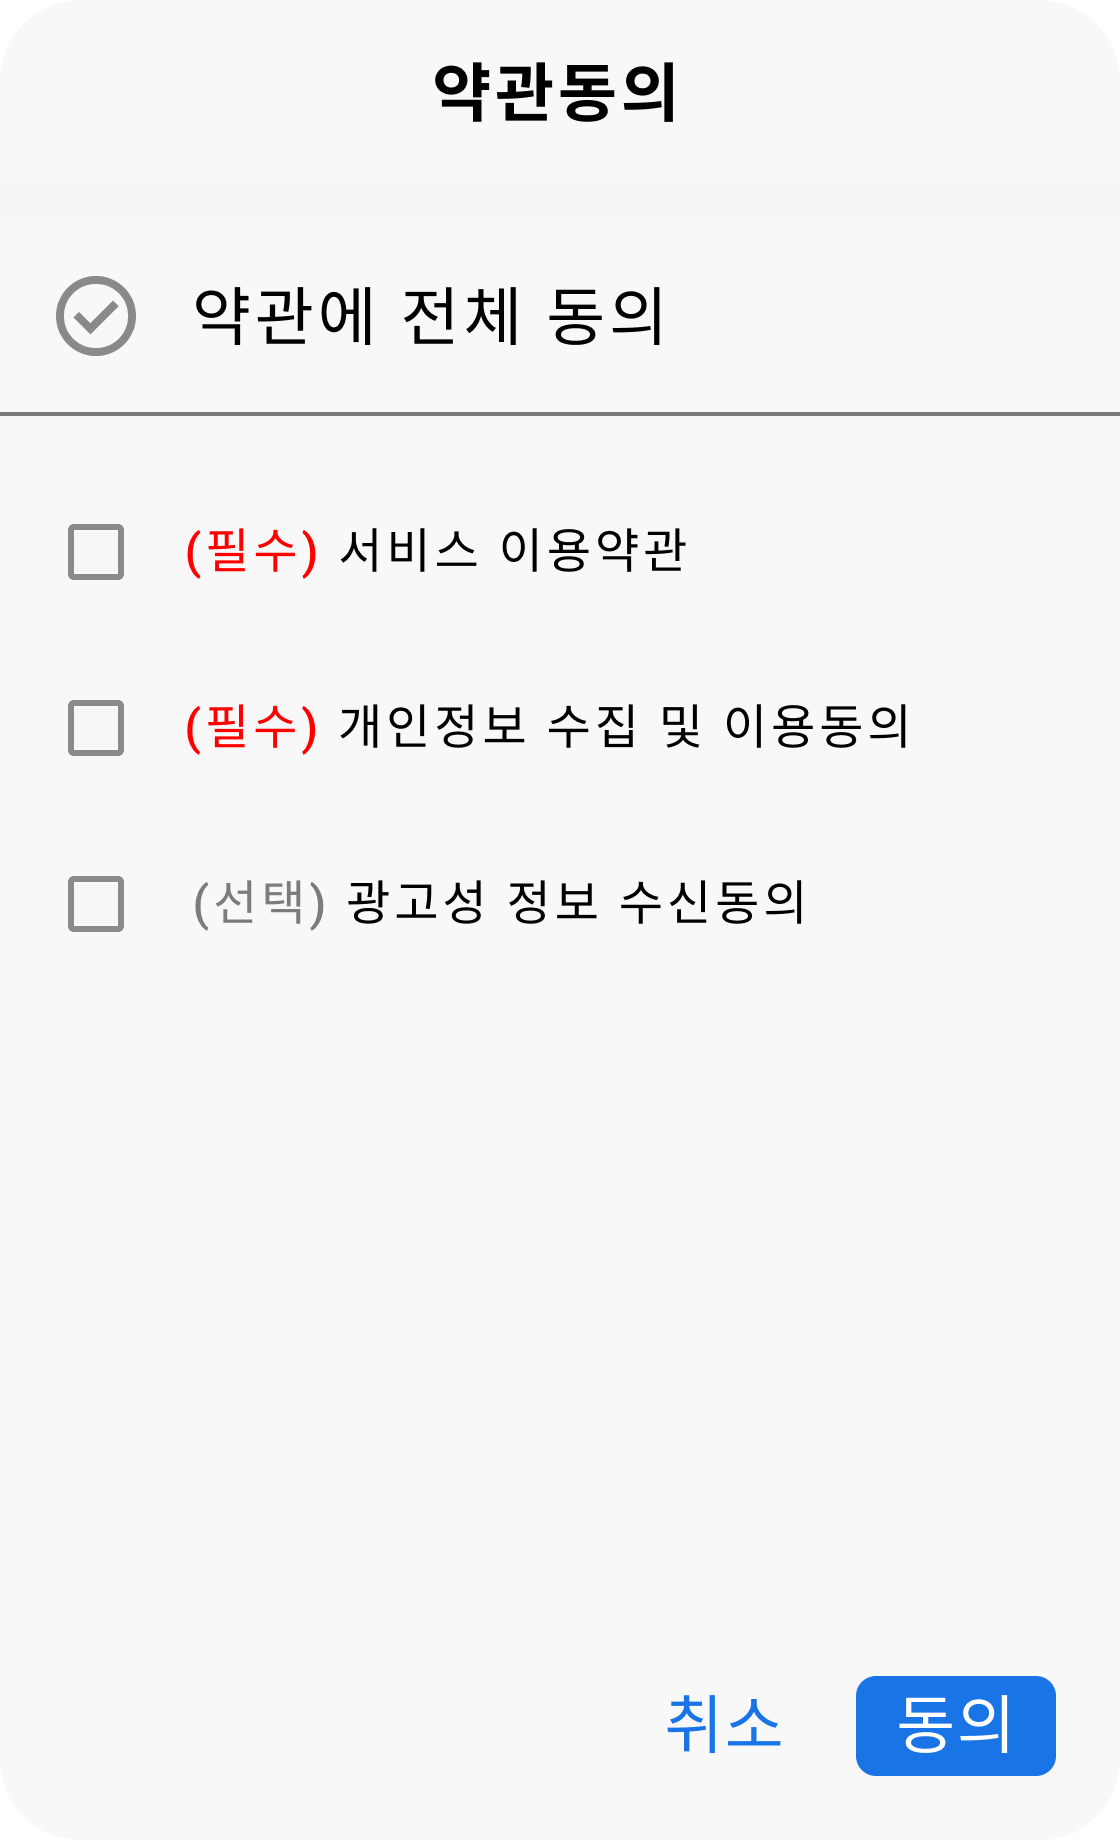 약관동의
약관에 전체 동의
(필수) 서비스 이용약관
(필수) 개인정보 수집 및 이용동의
(선택) 광고성 정보 수신동의
취소 동의